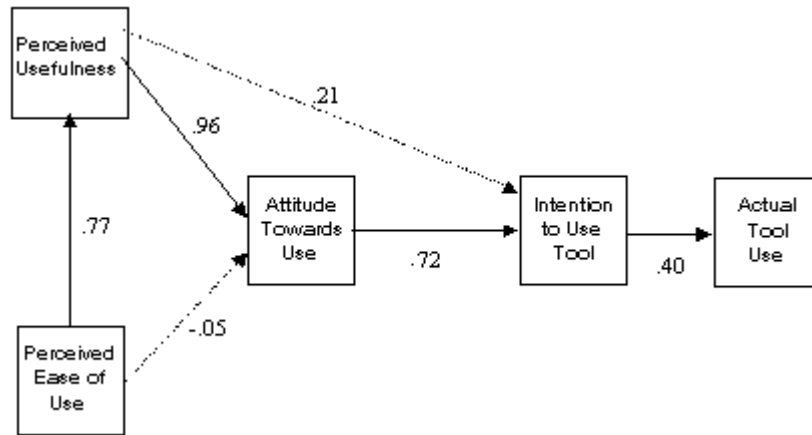 Perceived
Usefulness
.21
.96
Attitude
Towards
Use
Intention
to Use
Tool
Actual
Tool
Use
.77
.72
.40
-.05
Perceived
Ease of
Use